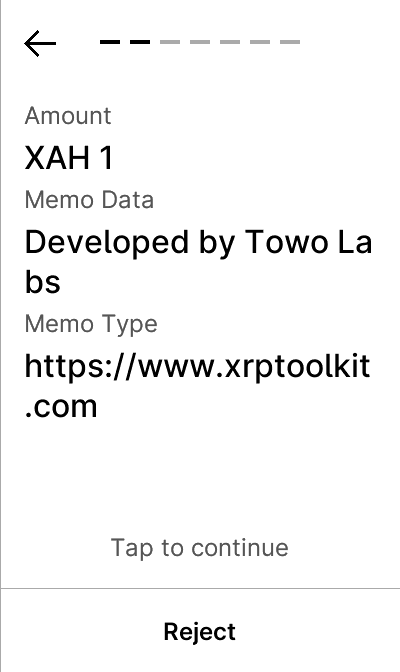 Amount
XAH 1
Memo Data
Developed by Towo La
bs
Memo Type
https://www.xrptoolkit
.com
Tap to continue
Reject